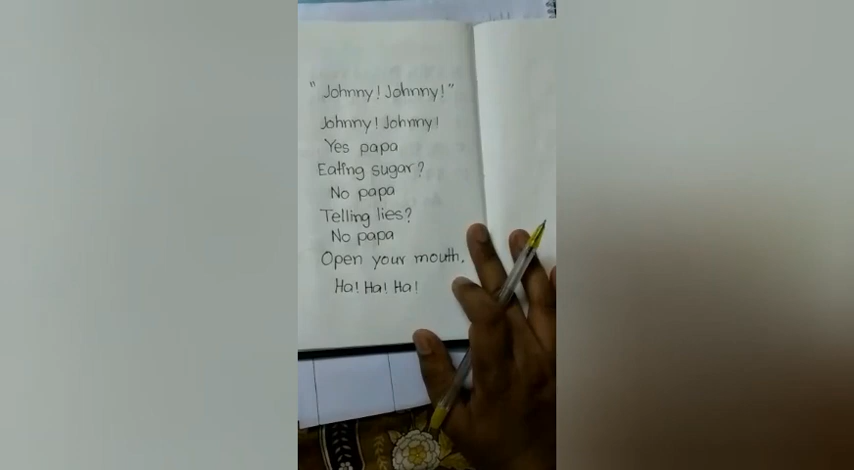 "Johnny! Johnny!"
Johnny! Johnny!
Yes papa
Eating sugar?
No papa
Telling lies?
No papa
Open your mouth.
Ha! Ha! Ha!